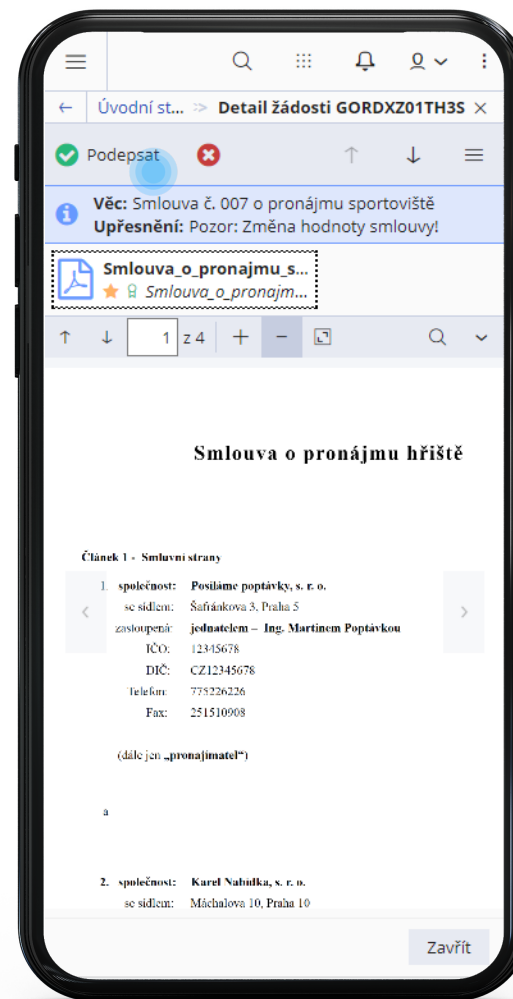 Úvodní st... Detail žádosti GORDXZ01TH3S
Podepsat
Věc: Smlouva č. 007 o pronájmu sportoviště
Upřesnění: Pozor: Změna hodnoty smlouvy!
Smlouva_o_pronajmu_s...
Smlouva_o_pronajm...
1 z 4
Smlouva o pronájmu hřiště
Článek 1 - Smluvní strany
1. společnost: Posíláme poptávky, s. r. o.
se sídlem: Šafránkova 3, Praha 5
zastoupená: jednatelem – Ing. Martinem Poptávkou
IČO: 12345678
DIČ: CZ12345678
Telefon: 775226226
Fax: 251510908
(dále jen „pronajímatel“)
a
2. společnost: Karel Nabídka, s. r. o.
se sídlem: Máchalova 10, Praha 10
Zavřít